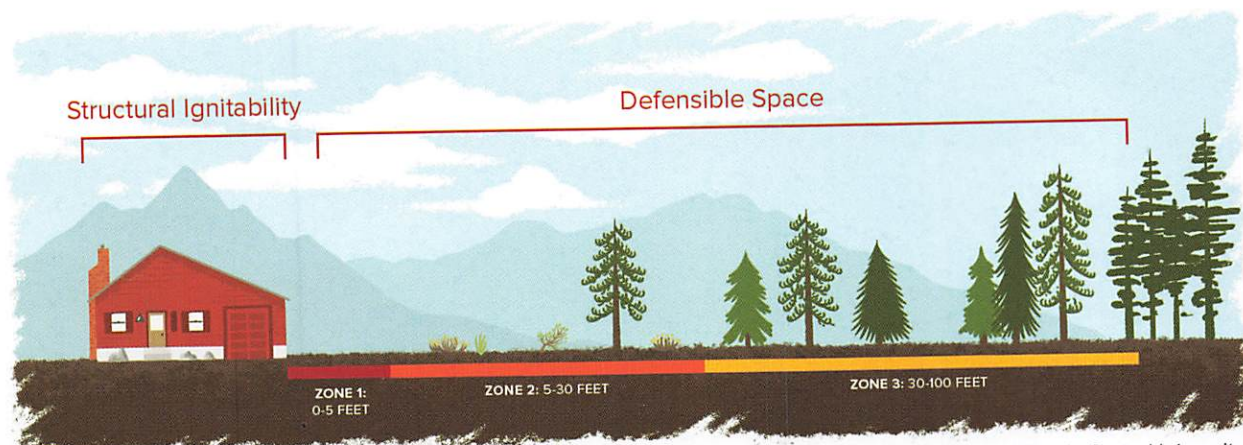 Structural Ignitability
Defensible Space
ZONE 1:
0-5 FEET
ZONE 2: 5-30 FEET
ZONE 3: 30-100 FEET